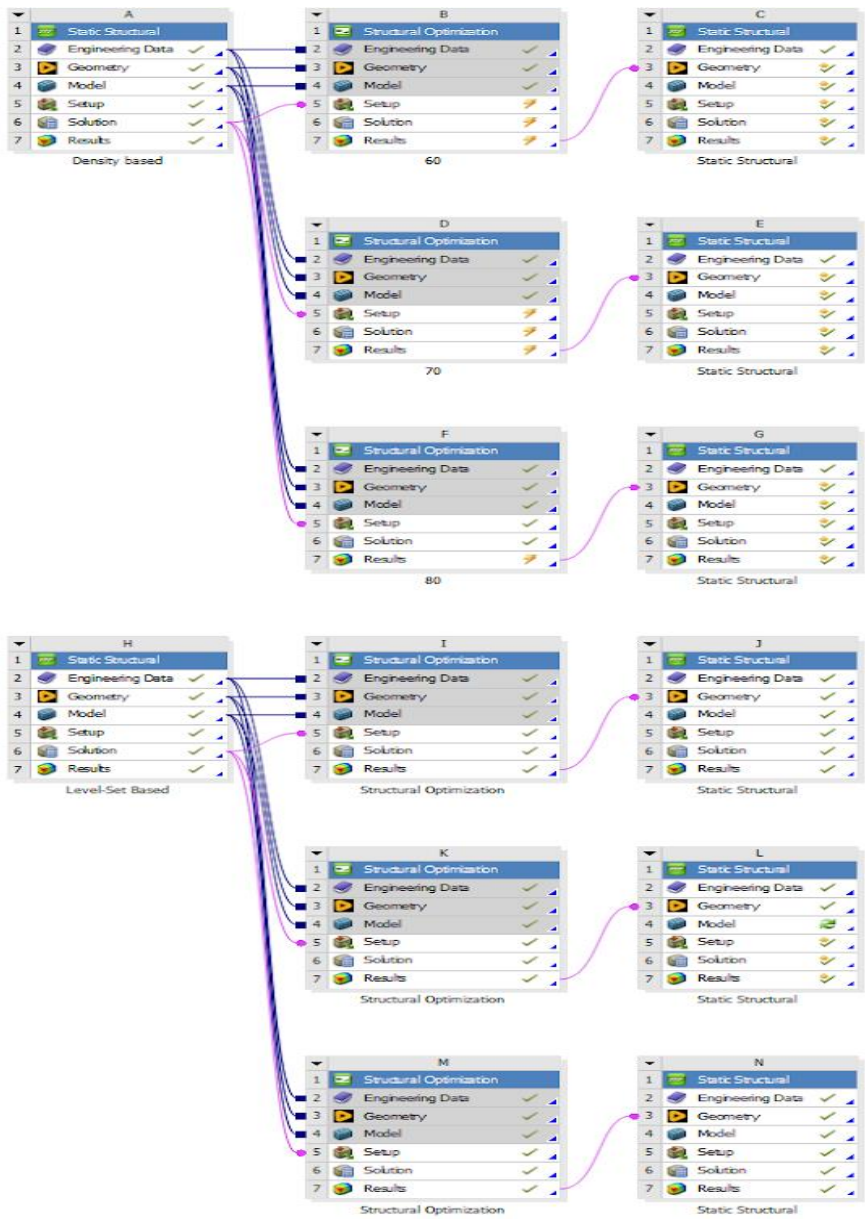 A
1 Static Structural
2 Engineering Data
3 Geometry
4 Model
5 Setup
6 Solution
7 Results
Density based
B
1 Structural Optimization
2 Engineering Data
3 Geometry
4 Model
5 Setup
6 Solution
7 Results
60
C
1 Static Structural
2 Engineering Data
3 Geometry
4 Model
5 Setup
6 Solution
7 Results
Static Structural
D
1 Structural Optimization
2 Engineering Data
3 Geometry
4 Model
5 Setup
6 Solution
7 Results
70
E
1 Static Structural
2 Engineering Data
3 Geometry
4 Model
5 Setup
6 Solution
7 Results
Static Structural
F
1 Structural Optimization
2 Engineering Data
3 Geometry
4 Model
5 Setup
6 Solution
7 Results
80
G
1 Static Structural
2 Engineering Data
3 Geometry
4 Model
5 Setup
6 Solution
7 Results
Static Structural
H
1 Static Structural
2 Engineering Data
3 Geometry
4 Model
5 Setup
6 Solution
7 Results
Level-Set Based
I
1 Structural Optimization
2 Engineering Data
3 Geometry
4 Model
5 Setup
6 Solution
7 Results
Structural Optimization
J
1 Static Structural
2 Engineering Data
3 Geometry
4 Model
5 Setup
6 Solution
7 Results
Static Structural
K
1 Structural Optimization
2 Engineering Data
3 Geometry
4 Model
5 Setup
6 Solution
7 Results
Structural Optimization
L
1 Static Structural
2 Engineering Data
3 Geometry
4 Model
5 Setup
6 Solution
7 Results
Static Structural
M
1 Structural Optimization
2 Engineering Data
3 Geometry
4 Model
5 Setup
6 Solution
7 Results
Structural Optimization
N
1 Static Structural
2 Engineering Data
3 Geometry
4 Model
5 Setup
6 Solution
7 Results
Static Structural